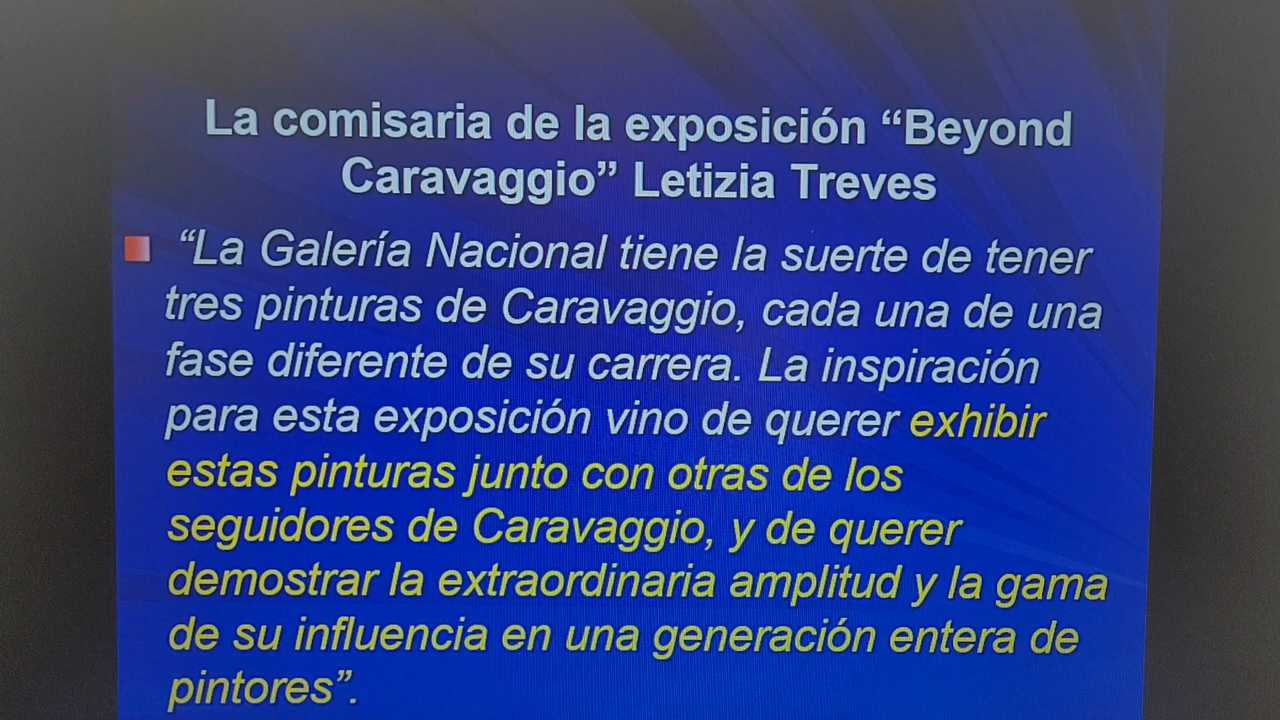 La comisaria de la exposición “Beyond
Caravaggio” Letizia Treves
“La Galería Nacional tiene la suerte de tener
tres pinturas de Caravaggio, cada una de una
fase diferente de su carrera. La inspiración
para esta exposición vino de querer exhibir
estas pinturas junto con otras de los
seguidores de Caravaggio, y de querer
demostrar la extraordinaria amplitud y la gama
de su influencia en una generación entera de
pintores”.